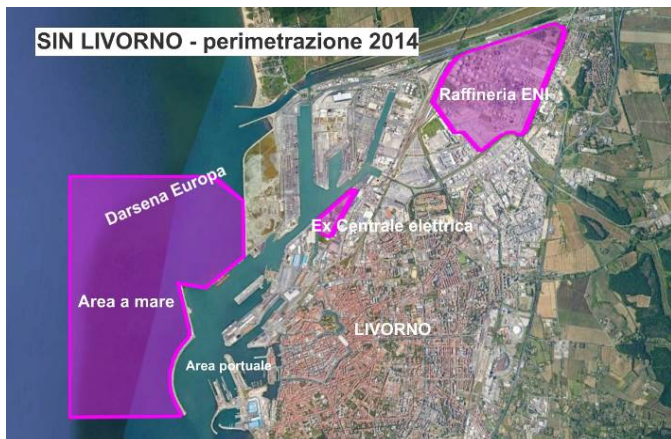 SIN LIVORNO - perimetrazione 2014
Raffineria ENI
Darsena Europa
Ex Centrale elettrica
Area a mare
LIVORNO
Area portuale